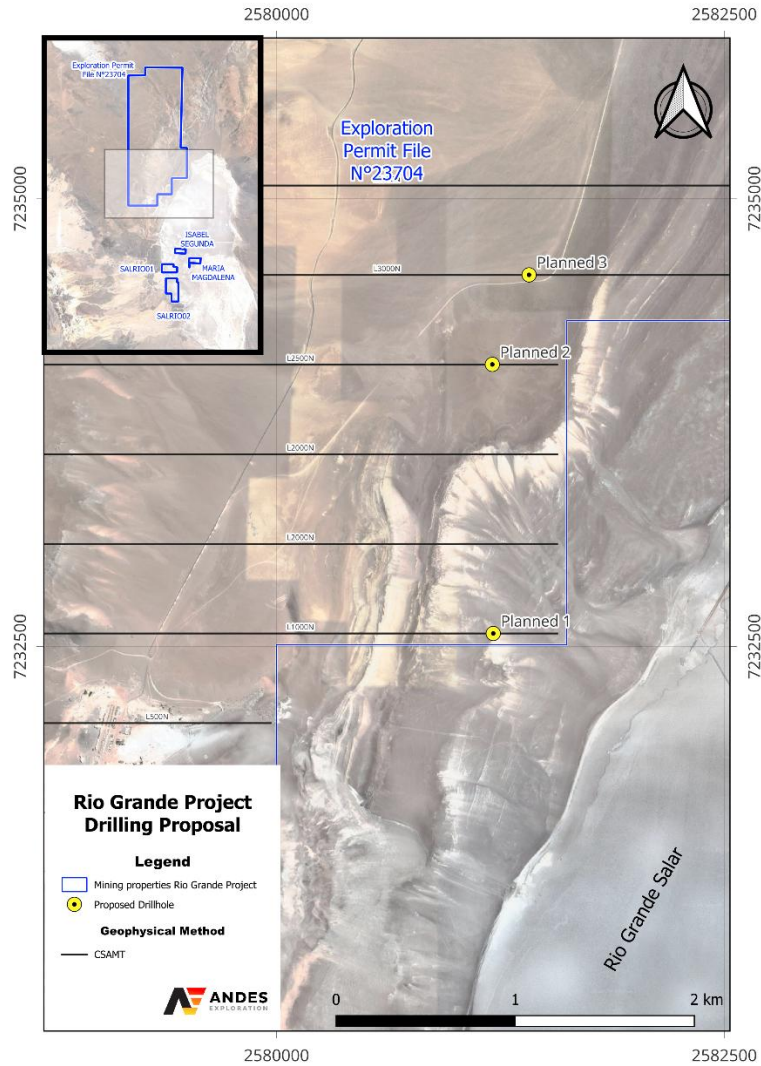 2580000
2582500
Exploration Permit
File N°23704
ISABEL
SEGUNDA
SALRIO01
MARIA
MAGDALENA
SALRIO02
Exploration
Permit File
N°23704
7235000
7235000
Planned 3
L3000N
Planned 2
L2500N
L2000N
L2000N
Planned 1
L1000N
7232500
7232500
L500N
Rio Grande Project
Drilling Proposal
Legend
Mining properties Rio Grande Project
Proposed Drillhole
Geophysical Method
CSAMT
ANDES
EXPLORATION
Rio Grande Salar
0
1
2 km
2580000
2582500